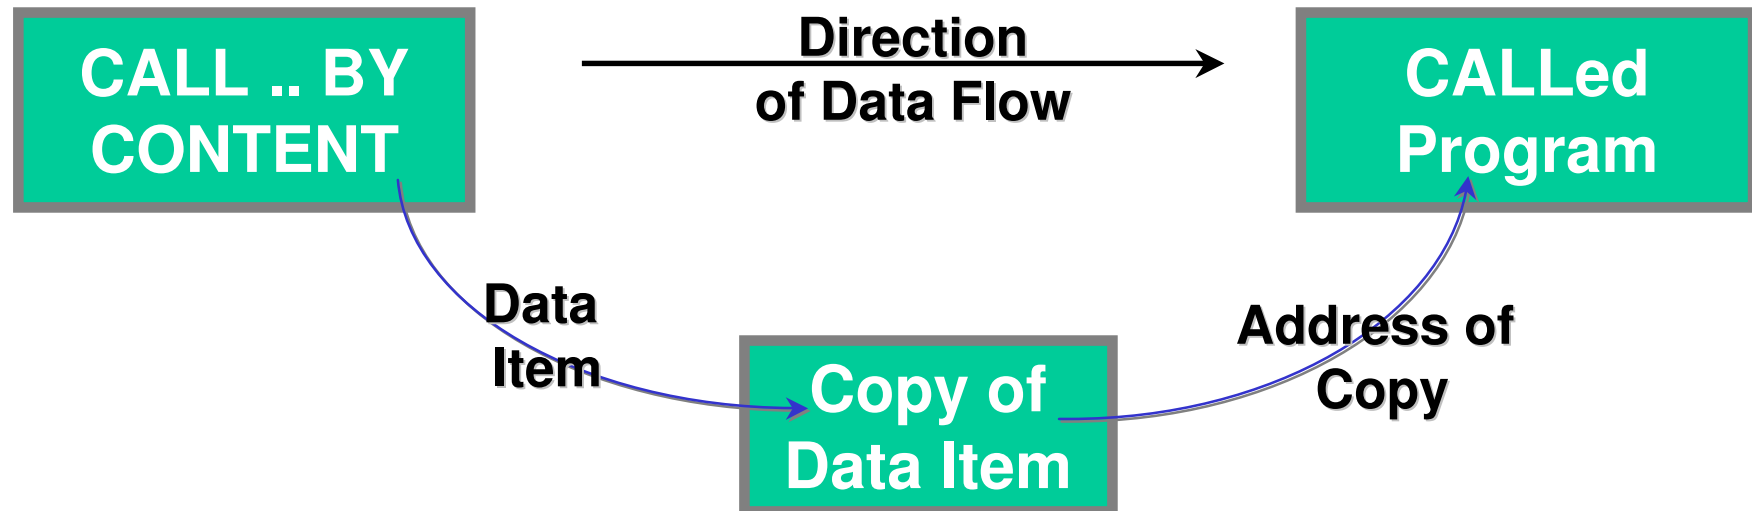 CALL .. BY
CONTENT
Direction
of Data Flow
CALLed
Program
Data
Item
Copy of
Data Item
Address of
Copy